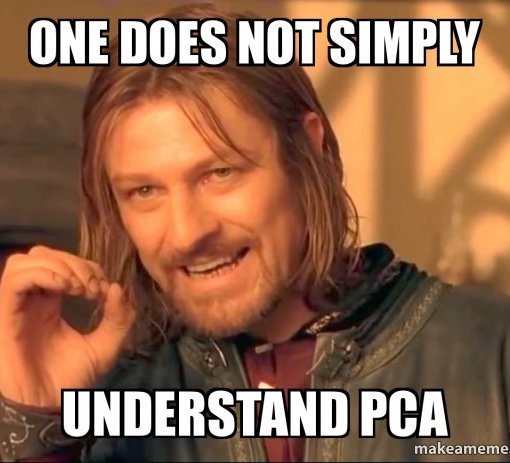 ONE DOES NOT SIMPLY
UNDERSTAND PCA
makeameme.